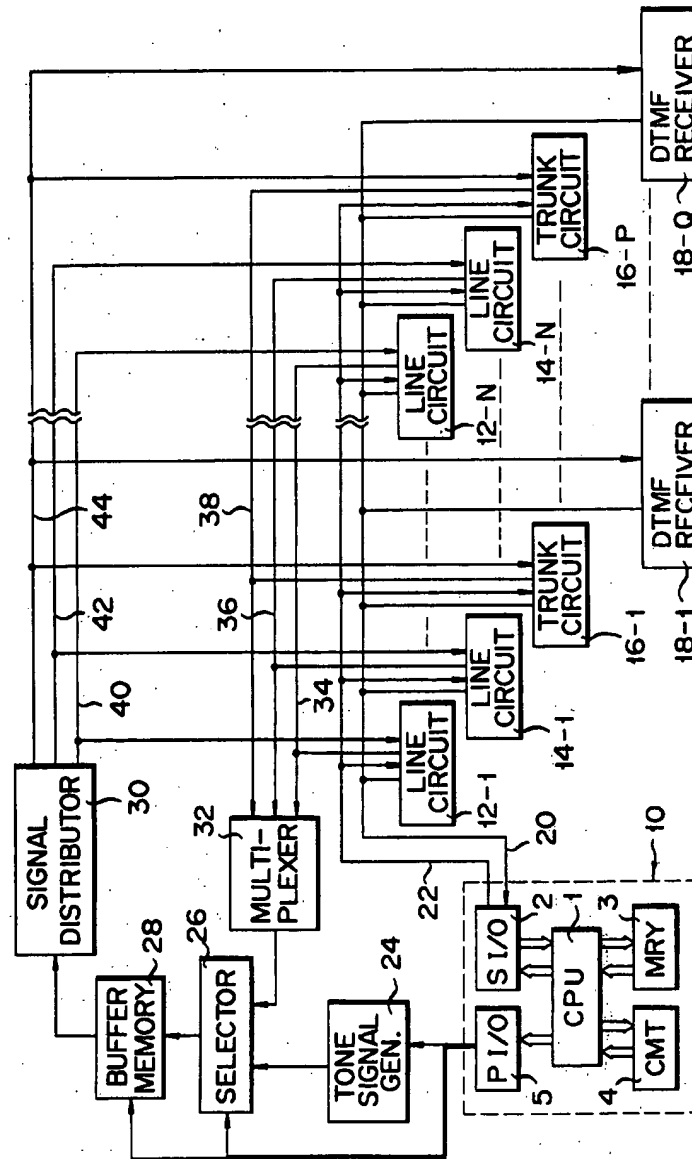 SIGNAL
DISTRIBUTOR
30
44
42
40
BUFFER
MEMORY
28
SELECTOR
26
MULTI-
PLEXER
32
38
36
34
TONE
SIGNAL
GEN.
24
22
20
10
P I/O
5
S I/O
2
CPU
1
CMT
4
MRY
3
LINE
CIRCUIT
12-1
LINE
CIRCUIT
14-1
TRUNK
CIRCUIT
16-1
DTMF
RECEIVER
18-1
LINE
CIRCUIT
12-N
LINE
CIRCUIT
14-N
TRUNK
CIRCUIT
16-P
DTMF
RECEIVER
18-Q